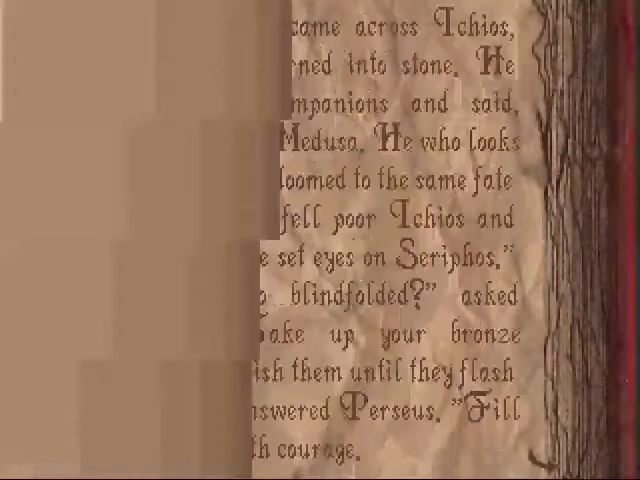 came across Ichios,
rned into stone. He
mpanions and said,
Medusa. He who looks
doomed to the same fate
fell poor Ichios and
e set eyes on Seriphos."
o blindfolded?" asked
ake up your bronze
ish them until they flash
nswered Perseus. "Fill
th courage.